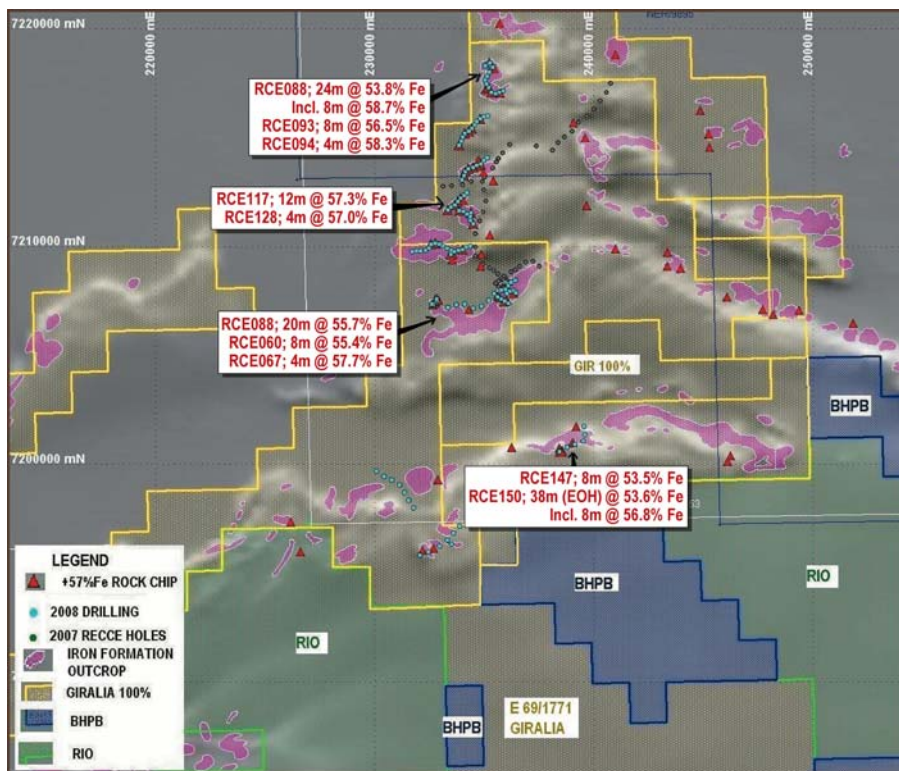 7220000 mN
220000 mE
230000 mE
240000 mE
250000 mE
RCE088; 24m @ 53.8% Fe
Incl. 8m @ 58.7% Fe
RCE093; 8m @ 56.5% Fe
RCE094; 4m @ 58.3% Fe
RCE117; 12m @ 57.3% Fe
RCE128; 4m @ 57.0% Fe
7210000 mN
RCE088; 20m @ 55.7% Fe
RCE060; 8m @ 55.4% Fe
RCE067; 4m @ 57.7% Fe
GIR 100%
BHPB
7200000 mN
RCE147; 8m @ 53.5% Fe
RCE150; 38m (EOH) @ 53.6% Fe
Incl. 8m @ 56.8% Fe
BHPB
RIO
RIO
E 69/1771
GIRALIA
BHPB
LEGEND
+57%Fe ROCK CHIP
2008 DRILLING
2007 RECCE HOLES
IRON FORMATION
OUTCROP
GIRALIA 100%
BHPB
RIO